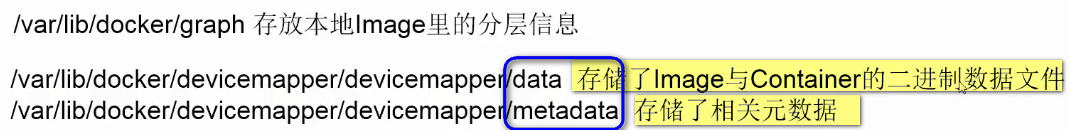 /var/lib/docker/graph 存放本地Image里的分层信息
/var/lib/docker/devicemapper/devicemapper/data 存储了Image与Container的二进制数据文件
/var/lib/docker/devicemapper/devicemapper/metadata 存储了相关元数据